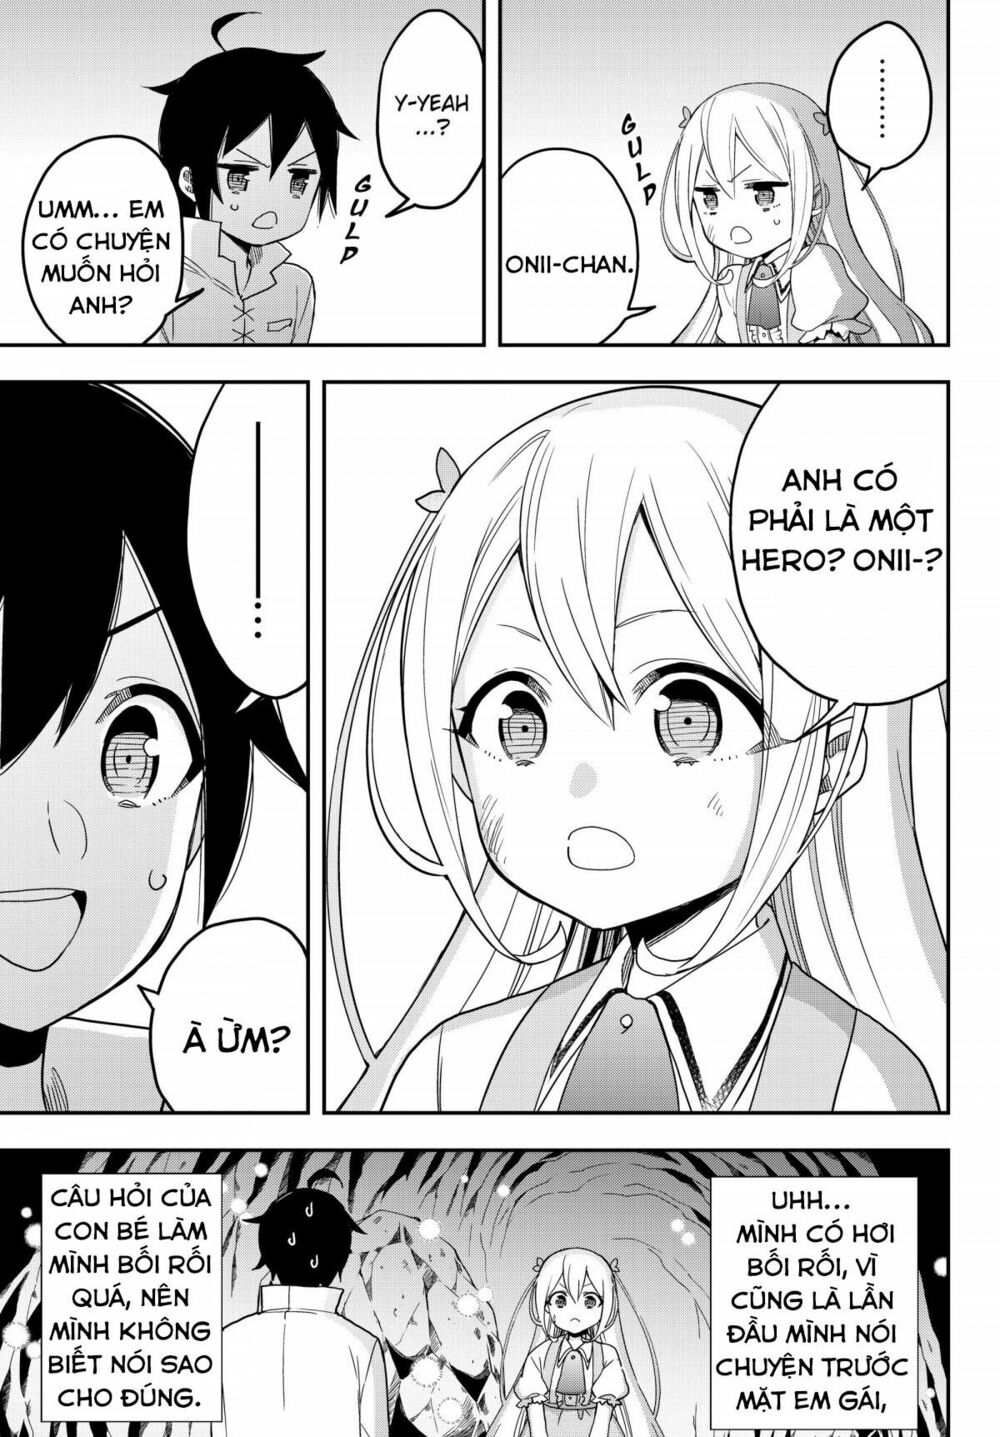 .........
GULD
ONII-CHAN.
Y-YEAH
...?
GULD
UMM... EM
CÓ CHUYỆN
MUỐN HỎI
ANH?
ANH CÓ
PHẢI LÀ MỘT
HERO? ONII-?
...
À ỪM?
UHH...
MÌNH CÓ HƠI
BỐI RỐI, VÌ
CŨNG LÀ LẦN
ĐẦU MÌNH NÓI
CHUYỆN TRƯỚC
MẶT EM GÁI,
CÂU HỎI CỦA
CON BÉ LÀM
MÌNH BỐI RỐI
QUÁ, NÊN
MÌNH KHÔNG
BIẾT NÓI SAO
CHO ĐÚNG.